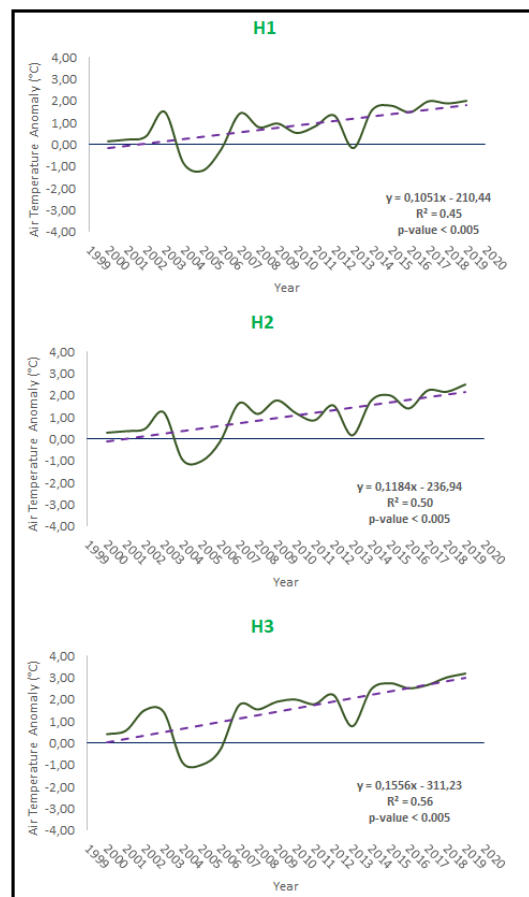 H1
Air Temperature Anomaly (°C)
4,00
3,00
2,00
1,00
0,00
-1,00
-2,00
-3,00
-4,00
1999 2000 2001 2002 2003 2004 2005 2006 2007 2008 2009 2010 2011 2012 2013 2014 2015 2016 2017 2018 2019 2020
y = 0,1051x - 210,44
R² = 0.45
p-value < 0.005
Year
H2
Air Temperature Anomaly (°C)
4,00
3,00
2,00
1,00
0,00
-1,00
-2,00
-3,00
-4,00
1999 2000 2001 2002 2003 2004 2005 2006 2007 2008 2009 2010 2011 2012 2013 2014 2015 2016 2017 2018 2019 2020
y = 0,1184x - 236,94
R² = 0.50
p-value < 0.005
Year
H3
Air Temperature Anomaly (°C)
4,00
3,00
2,00
1,00
0,00
-1,00
-2,00
-3,00
-4,00
1999 2000 2001 2002 2003 2004 2005 2006 2007 2008 2009 2010 2011 2012 2013 2014 2015 2016 2017 2018 2019 2020
y = 0,1556x - 311,23
R² = 0.56
p-value < 0.005
Year